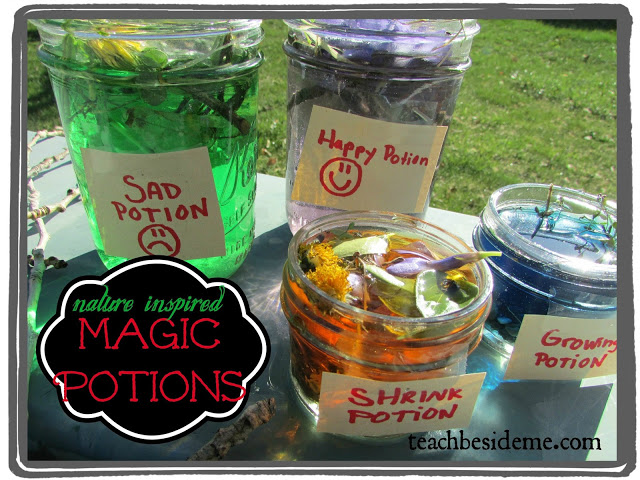 SAD
POTION
Happy Potion
SHRINK
POTION
Growing
POTION
nature inspired
MAGIC
POTIONS
teachbesideme.com